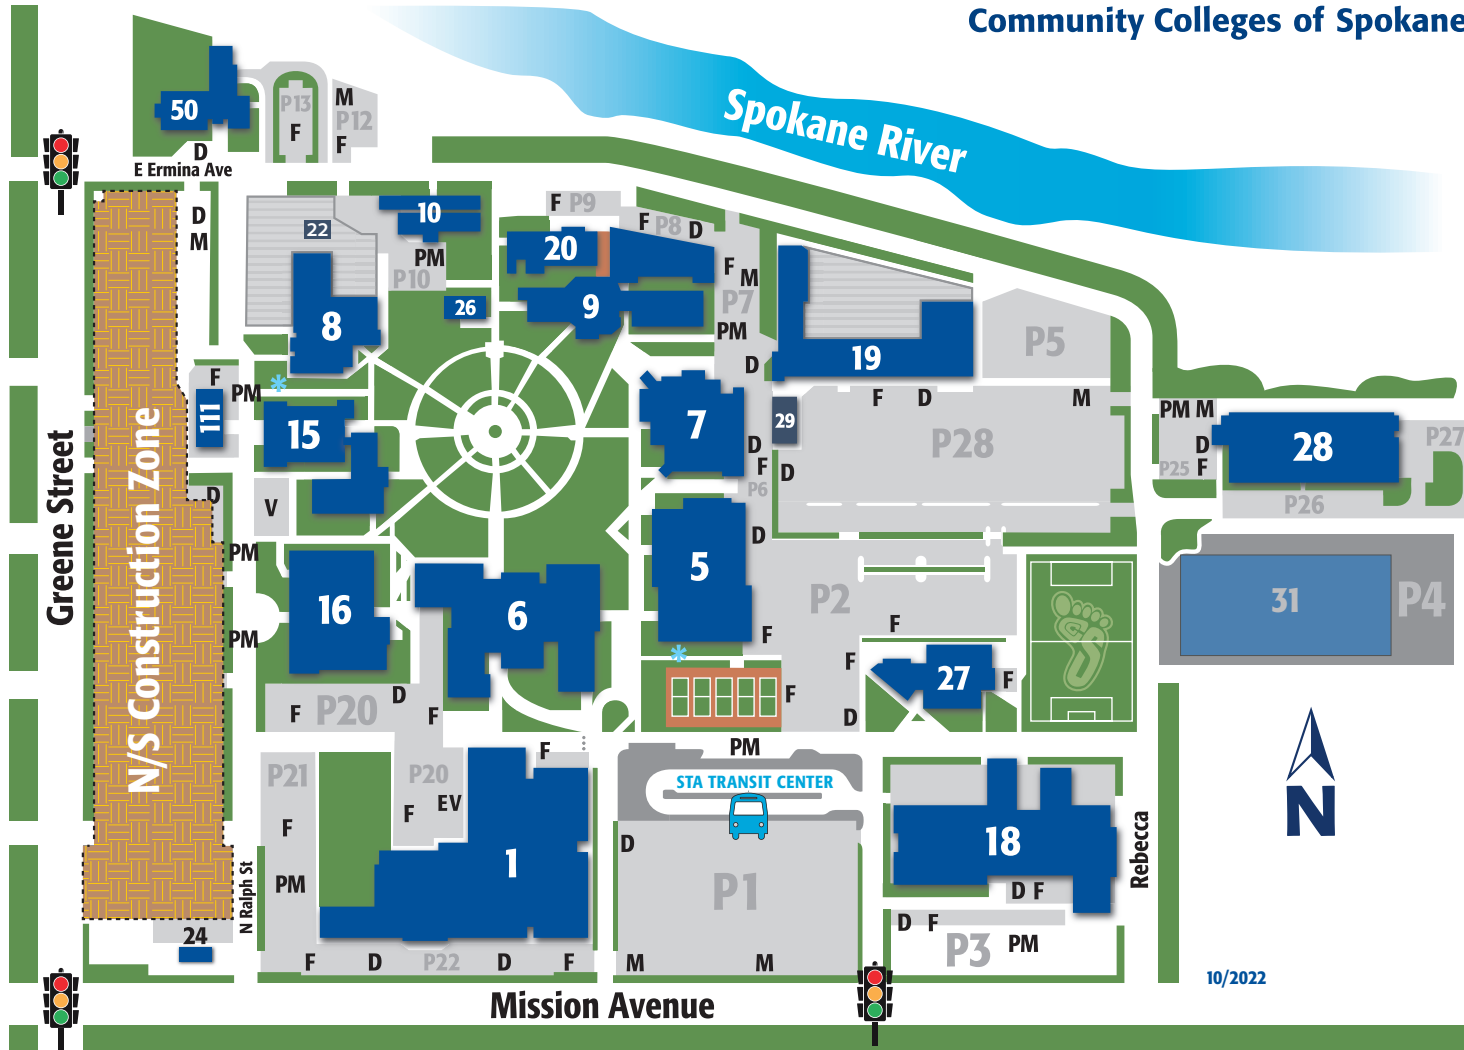 Community Colleges of Spokane
Spokane River
50
P13
F
M
P12
F
D
E Ermina Ave
D
M
22
10
PM
P10
F P9
F P8 D
20
F
M
P7
PM
D
9
26
8
19
P5
F
PM
*
111
15
7
29
F
D
M
P28
D
F
P6
D
PM M
D
P25 F
28
P27
P26
Greene Street
N/S Construction Zone
D
V
PM
D
5
16
6
P2
F
F
31
P4
PM
*
F
27
F
F
D
D
F P20
F
PM
STA TRANSIT CENTER
P21
P20
F
EV
F
F
D
1
18
Rebecca
N
P1
PM
N Ralph St
D F
D F
P3 PM
24
F
D
P22
D
F
M
M
10/2022
Mission Avenue